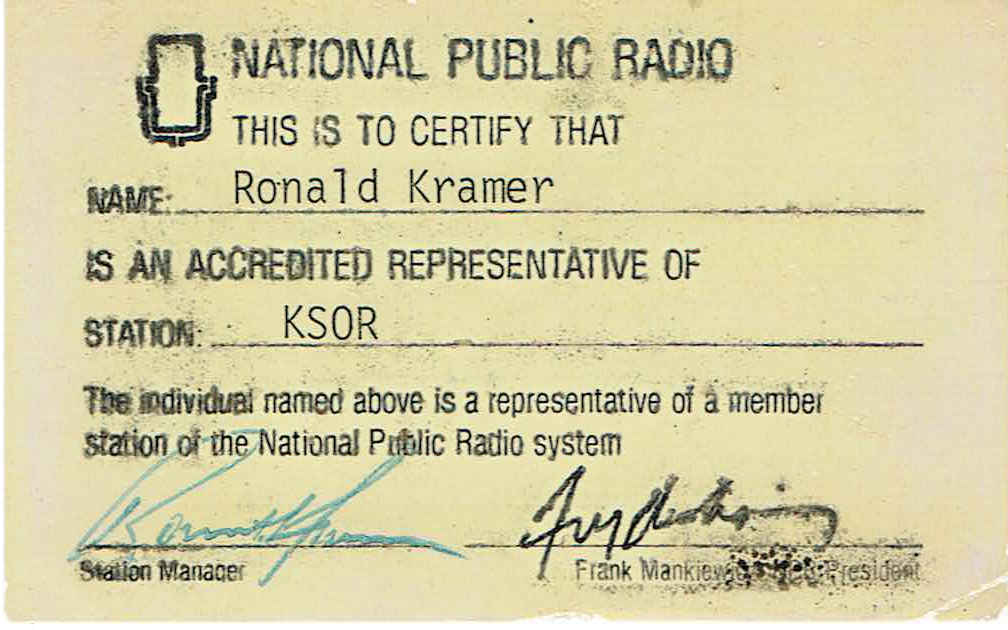 NATIONAL PUBLIC RADIO
THIS IS TO CERTIFY THAT
NAME: Ronald Kramer
IS AN ACCREDITED REPRESENTATIVE OF
STATION: KSOR
The individual named above is a representative of a member
station of the National Public Radio system
Station Manager
Frank President